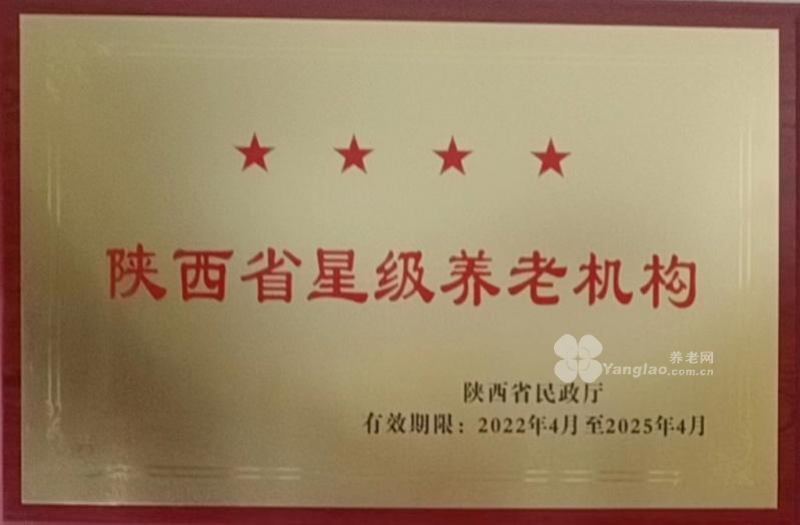 ★ ★ ★ ★
陕西省星级养老机构
养老网
Yanglao.com.cn
陕西省民政厅
有效期限：2022年4月至2025年4月